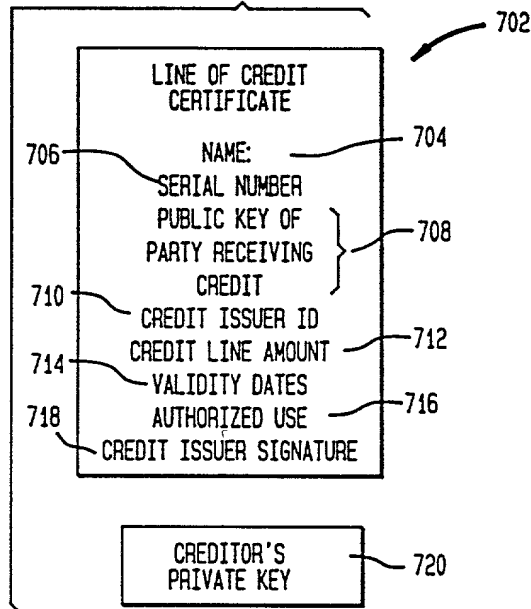 702
LINE OF CREDIT
CERTIFICATE
NAME: 704
706 SERIAL NUMBER
PUBLIC KEY OF
PARTY RECEIVING 708
CREDIT
710 CREDIT ISSUER ID
CREDIT LINE AMOUNT 712
714 VALIDITY DATES
AUTHORIZED USE 716
718 CREDIT ISSUER SIGNATURE
CREDITOR'S
PRIVATE KEY 720